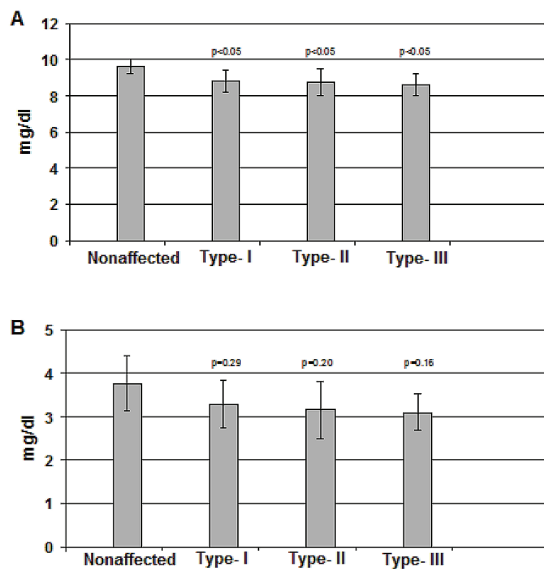 A
12
10
8
6
4
2
0
mg/dl
p<0.05 p<0.05 p<0.05
Nonaffected Type- I Type- II Type- III
B
5
4
3
2
1
0
mg/dl
p=0.29 p=0.20 p=0.16
Nonaffected Type- I Type- II Type- III